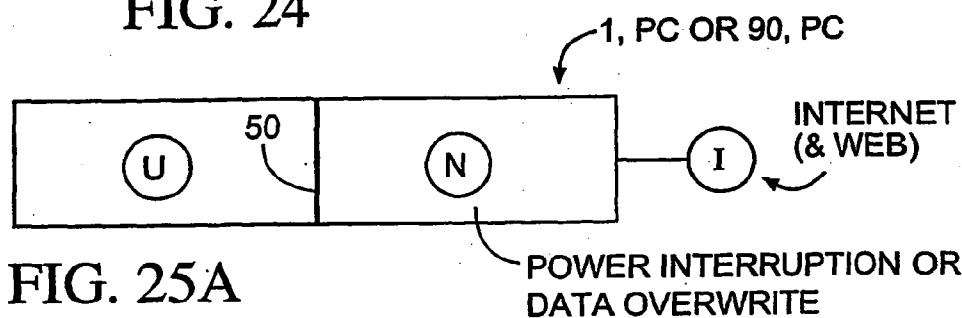 FIG. 24
1, PC OR 90, PC
50
U
N
I
INTERNET
(& WEB)
POWER INTERRUPTION OR
DATA OVERWRITE
FIG. 25A